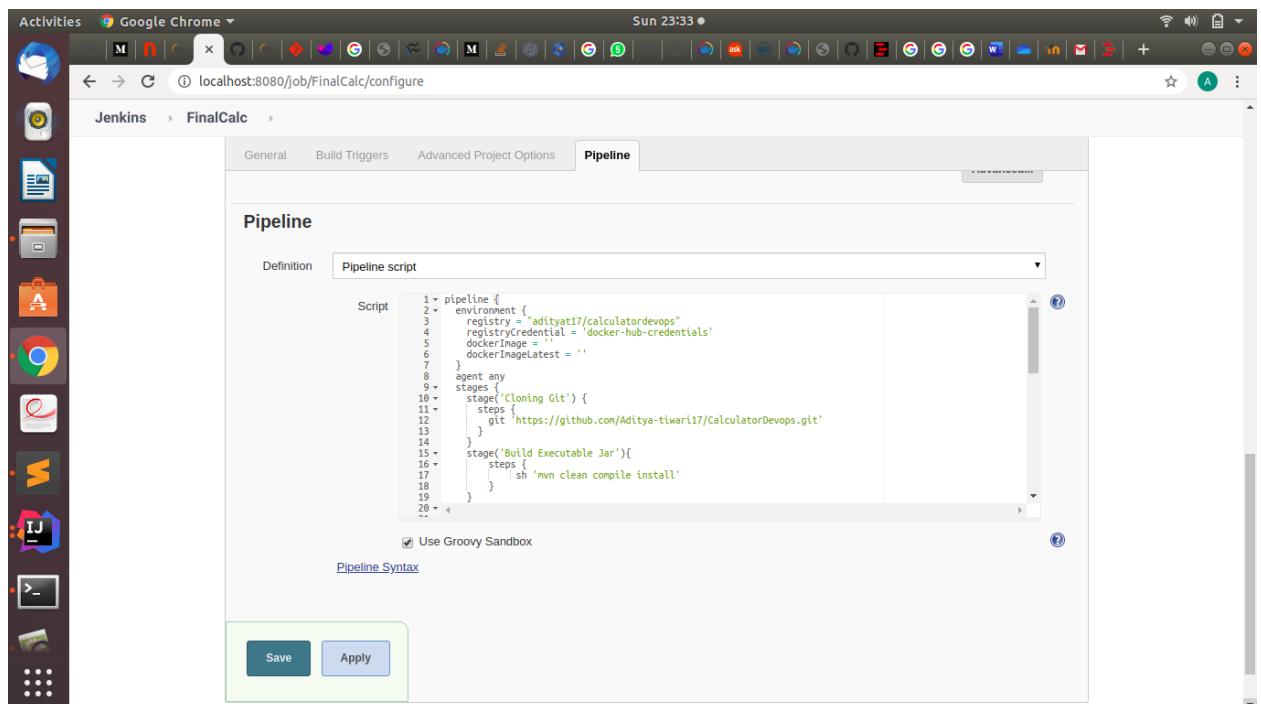 Activities Google Chrome ▾ Sun 23:33
localhost:8080/job/FinalCalc/configure
Jenkins FinalCalc
General Build Triggers Advanced Project Options Pipeline
Pipeline
Definition Pipeline script
Script
1 pipeline {
2 environment {
3 registry = "adityat17/calculatordevops"
4 registryCredential = 'docker-hub-credentials'
5 dockerImage = ''
6 dockerImageLatest = ''
7 }
8 agent any
9 stages {
10 stage('Cloning Git') {
11 steps {
12 git 'https://github.com/Aditya-tiwari17/CalculatorDevops.git'
13 }
14 }
15 stage('Build Executable Jar'){
16 steps {
17 sh 'mvn clean compile install'
18 }
19 }
20
Use Groovy Sandbox
Pipeline Syntax
Save Apply